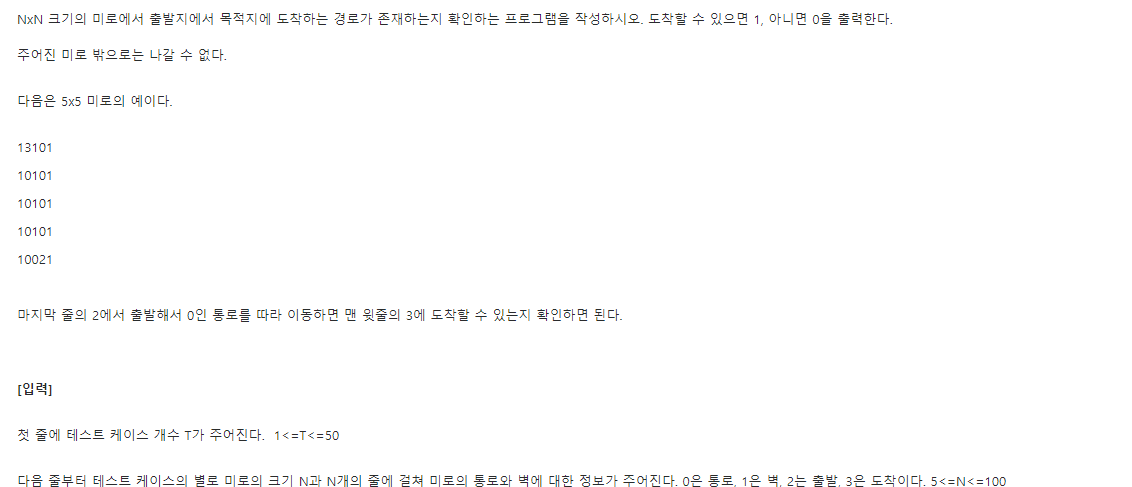 NxN 크기의 미로에서 출발지에서 목적지에 도착하는 경로가 존재하는지 확인하는 프로그램을 작성하시오. 도착할 수 있으면 1, 아니면 0을 출력한다.
주어진 미로 밖으로는 나갈 수 없다.
다음은 5x5 미로의 예이다.
13101
10101
10101
10101
10021
마지막 줄의 2에서 출발해서 0인 통로를 따라 이동하면 맨 윗줄의 3에 도착할 수 있는지 확인하면 된다.
[입력]
첫 줄에 테스트 케이스 개수 T가 주어진다. 1<=T<=50
다음 줄부터 테스트 케이스의 별로 미로의 크기 N과 N개의 줄에 걸쳐 미로의 통로와 벽에 대한 정보가 주어진다. 0은 통로, 1은 벽, 2는 출발, 3은 도착이다. 5<=N<=100